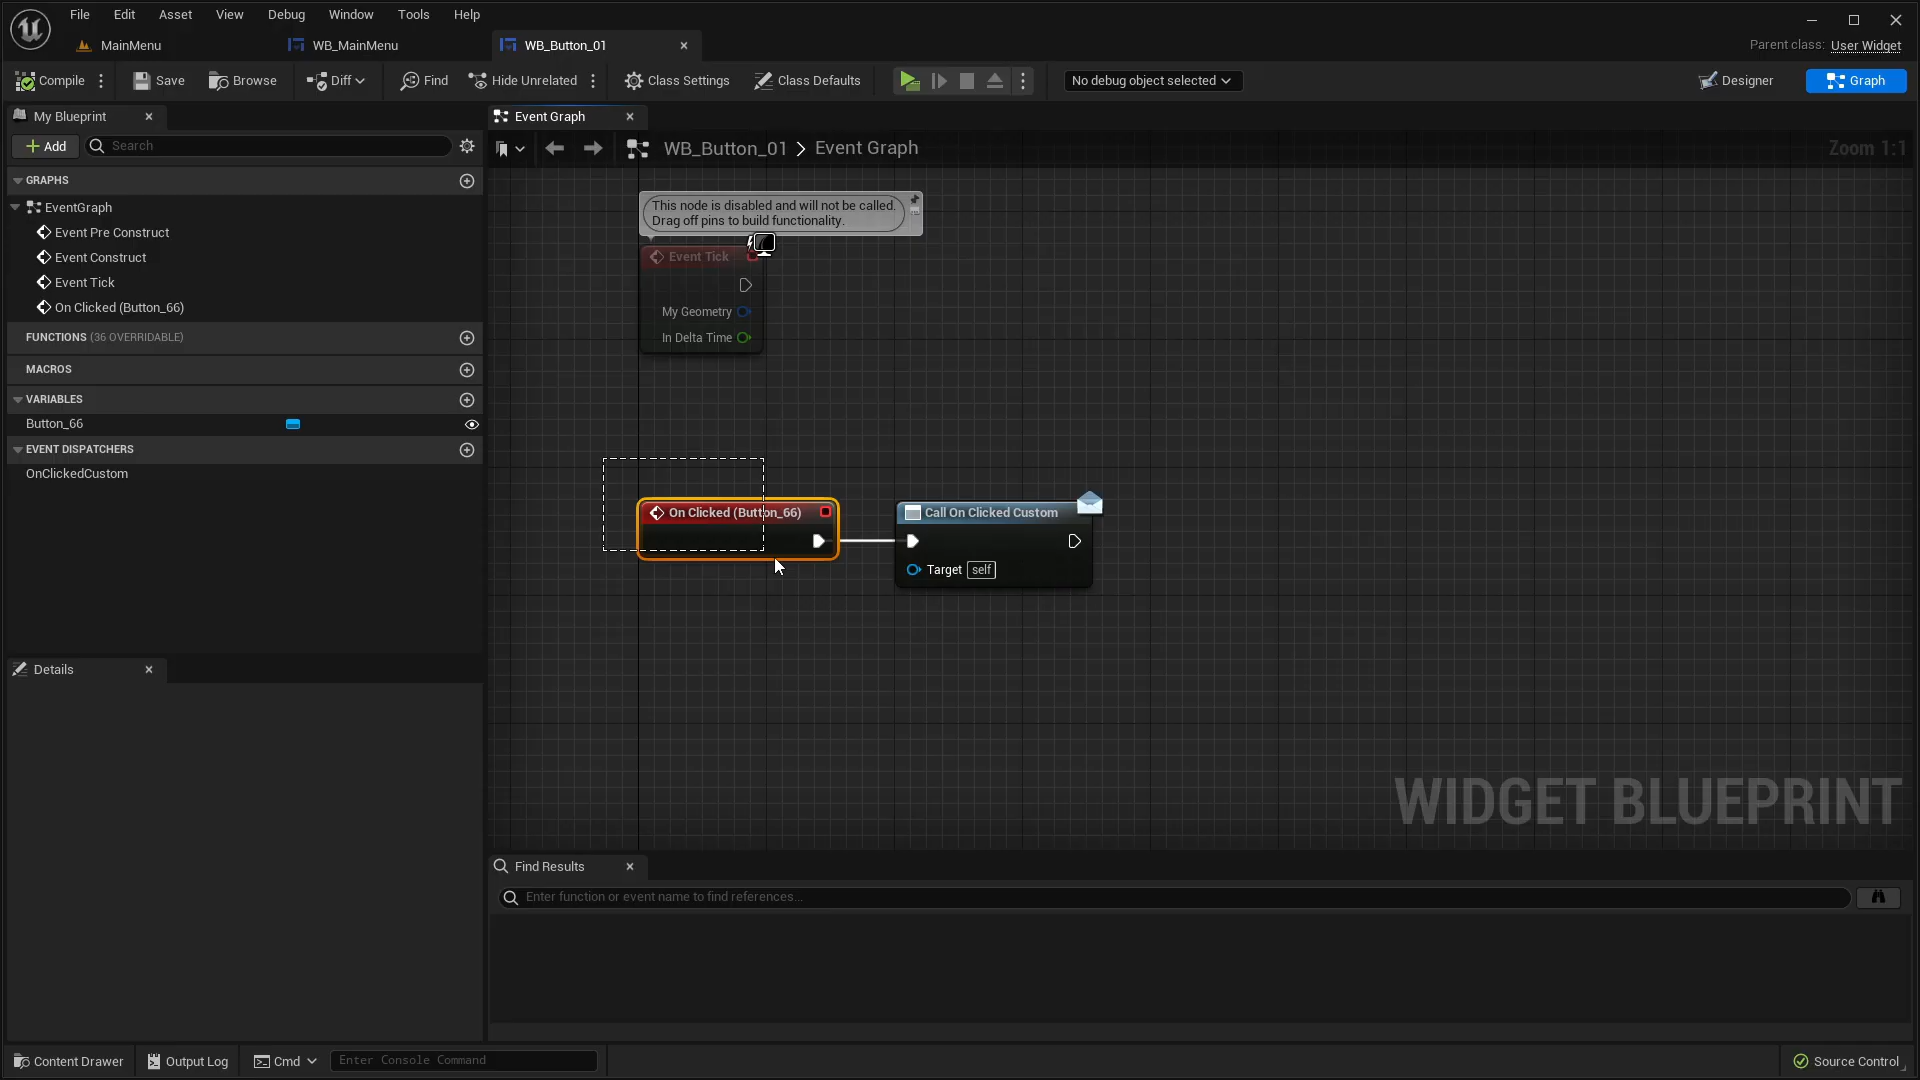 File Edit Asset View Debug Window Tools Help
MainMenu WB_MainMenu WB_Button_01
Parent class: User Widget
Compile Save Browse Diff Find Hide Unrelated Class Settings Class Defaults No debug object selected Designer Graph
My Blueprint
Event Graph
Add Search
WB_Button_01 > Event Graph Zoom 1:1
GRAPHS
EventGraph
Event Pre Construct
Event Construct
Event Tick
On Clicked (Button_66)
FUNCTIONS (36 OVERRIDABLE)
MACROS
VARIABLES
Button_66
EVENT DISPATCHERS
OnClickedCustom
This node is disabled and will not be called.
Drag off pins to build functionality.
Event Tick
My Geometry
In Delta Time
On Clicked (Button_66)
Call On Clicked Custom
Target self
Details
WIDGET BLUEPRINT
Find Results
Enter function or event name to find references...
Content Drawer Output Log Cmd Enter Console Command Source Control